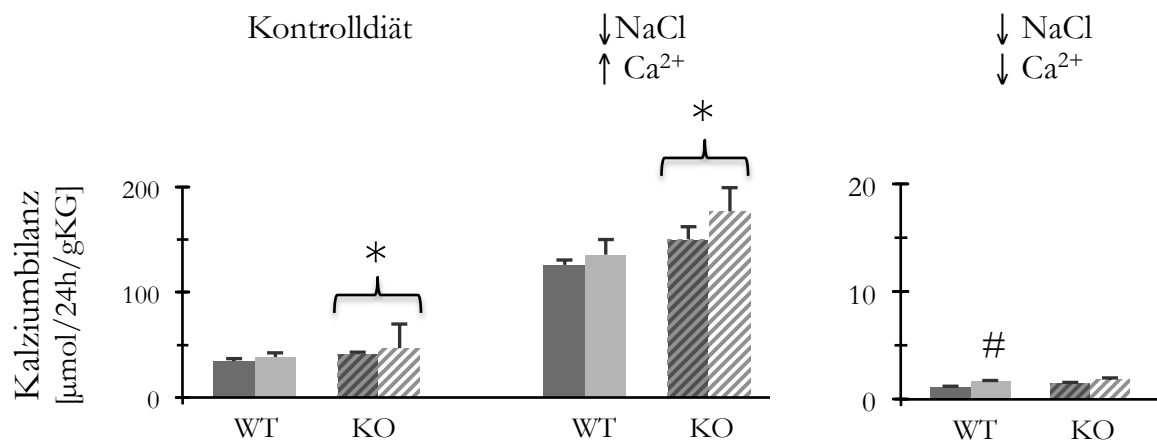 Kontrolldiät
↓NaCl
↑ Ca²⁺
↓ NaCl
↓ Ca²⁺
Kalziumbilanz
[µmol/24h/gKG]
200
100
0
*
*
WT
KO
WT
KO
20
10
0
#
WT
KO